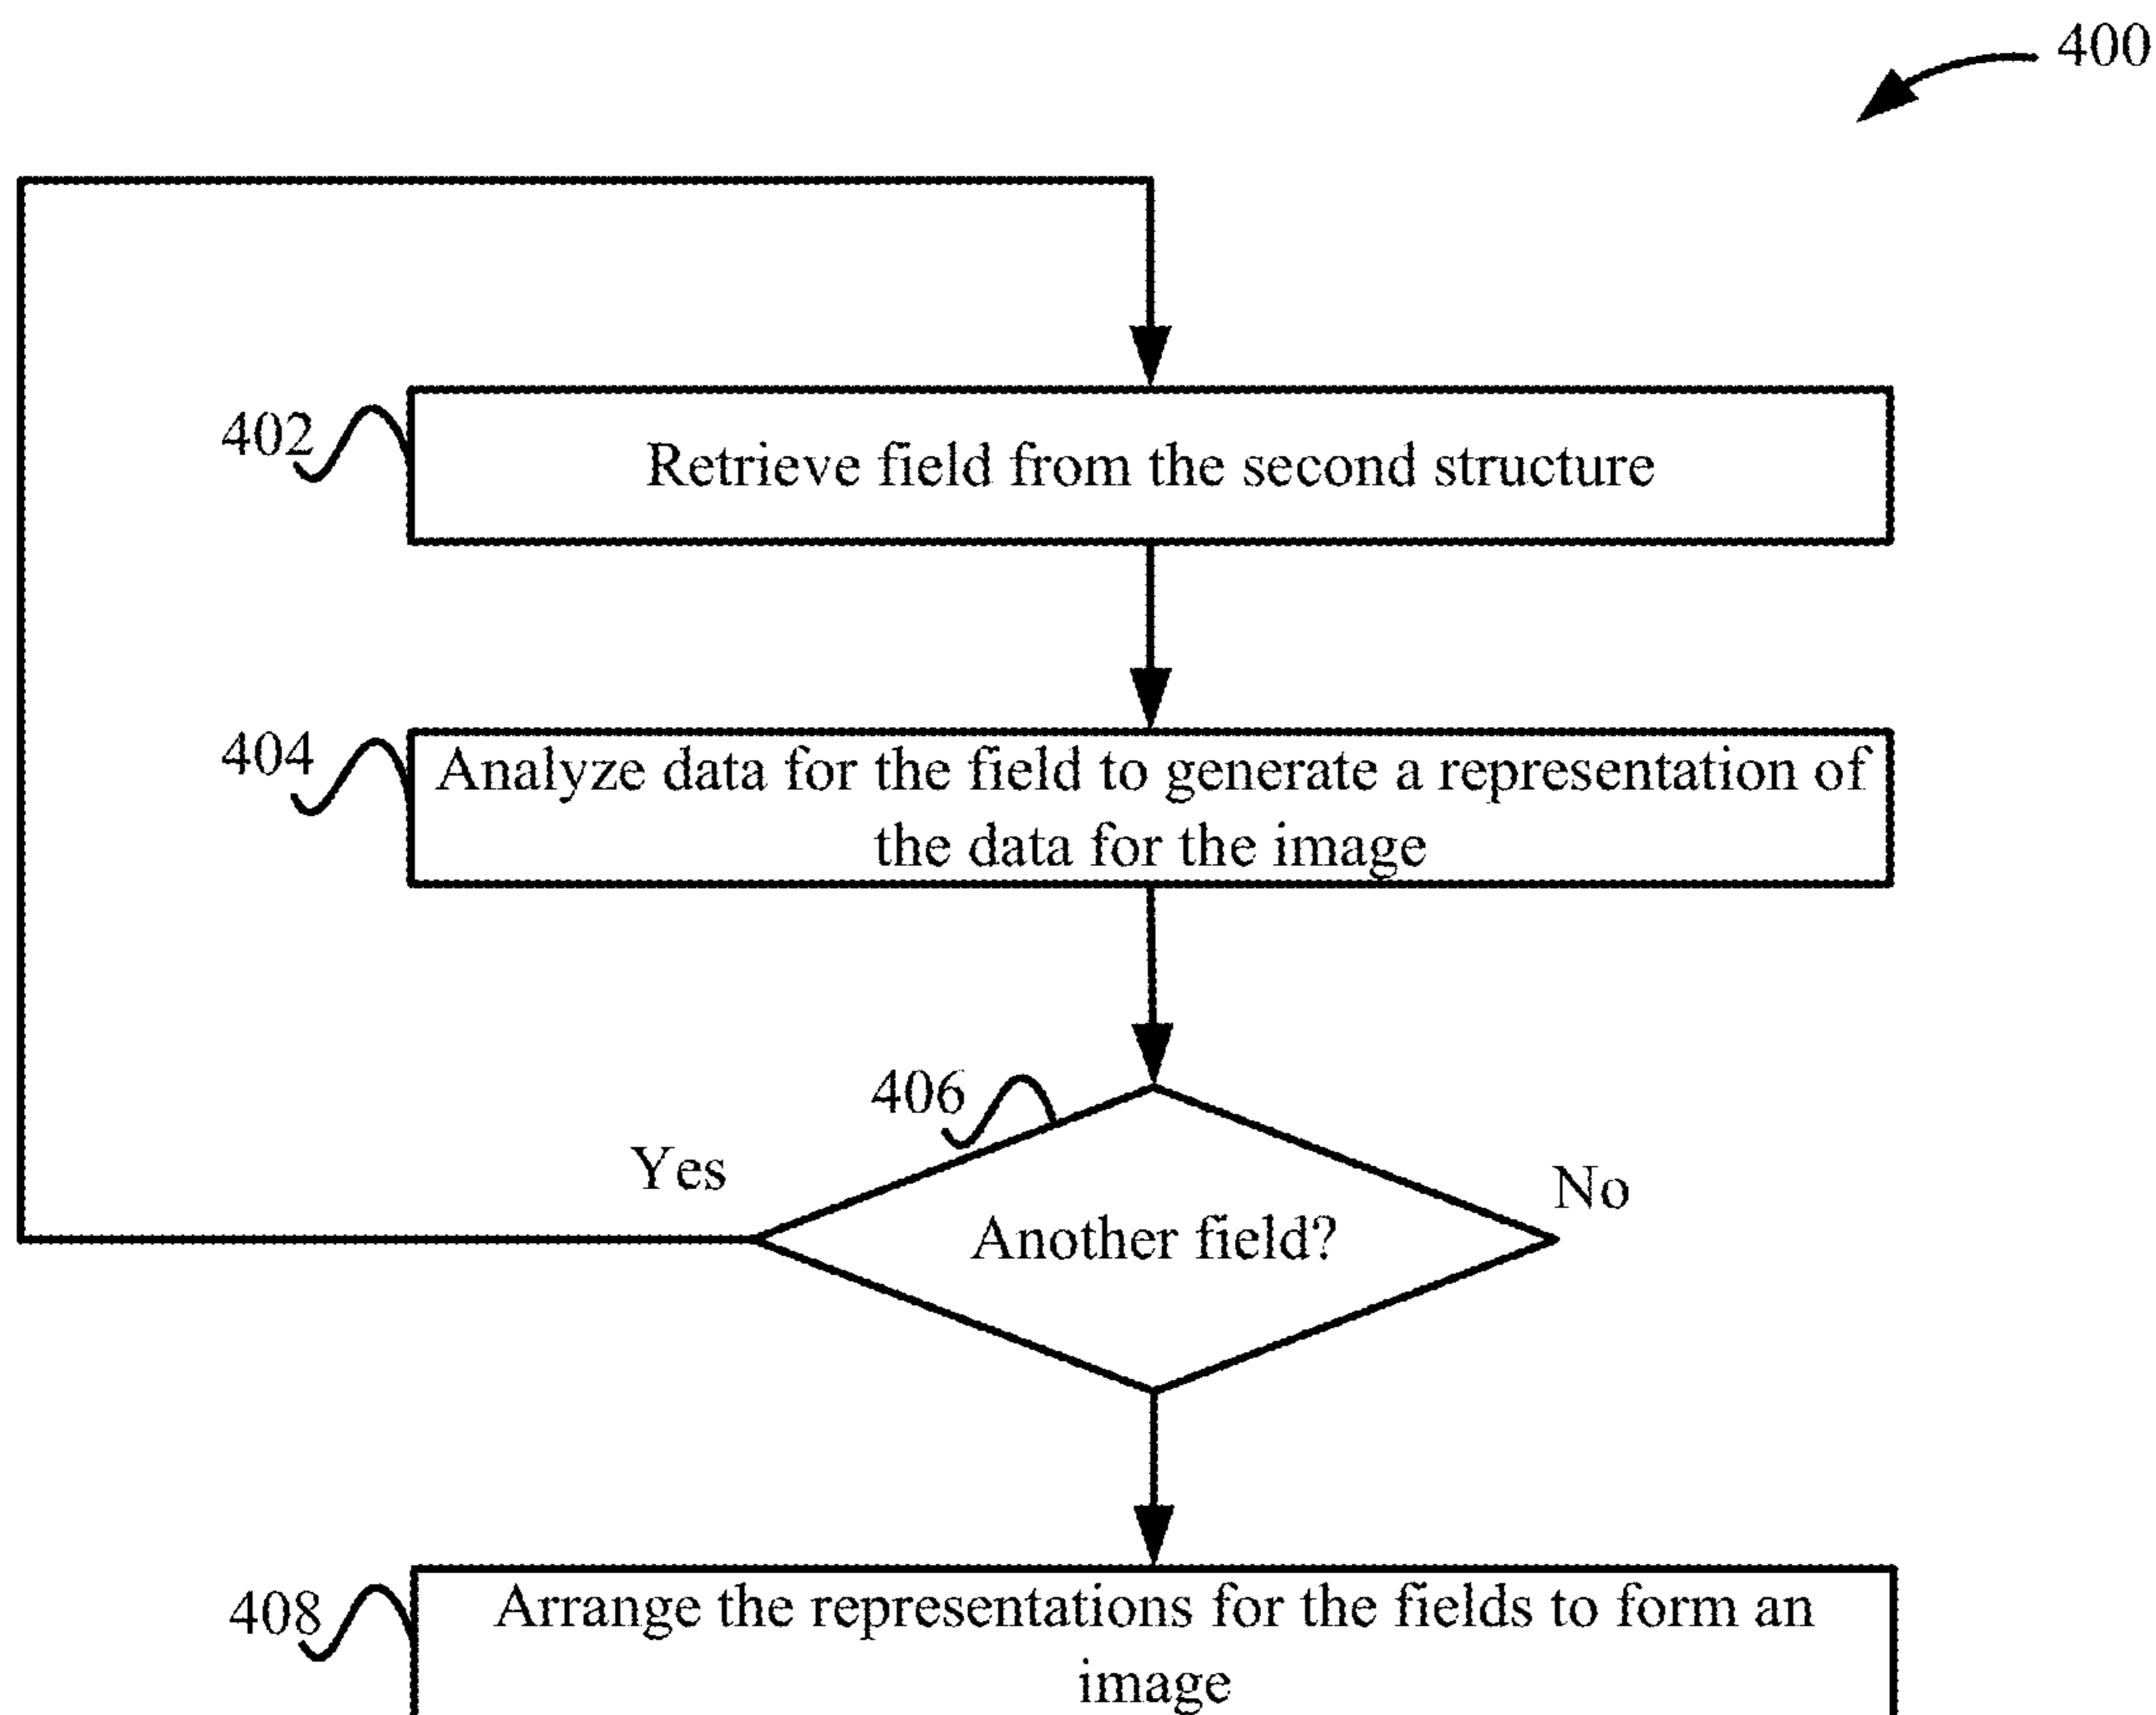 400
402
Retrieve field from the second structure
404
Analyze data for the field to generate a representation of
the data for the image
406
Yes
No
Another field?
408
Arrange the representations for the fields to form an
image